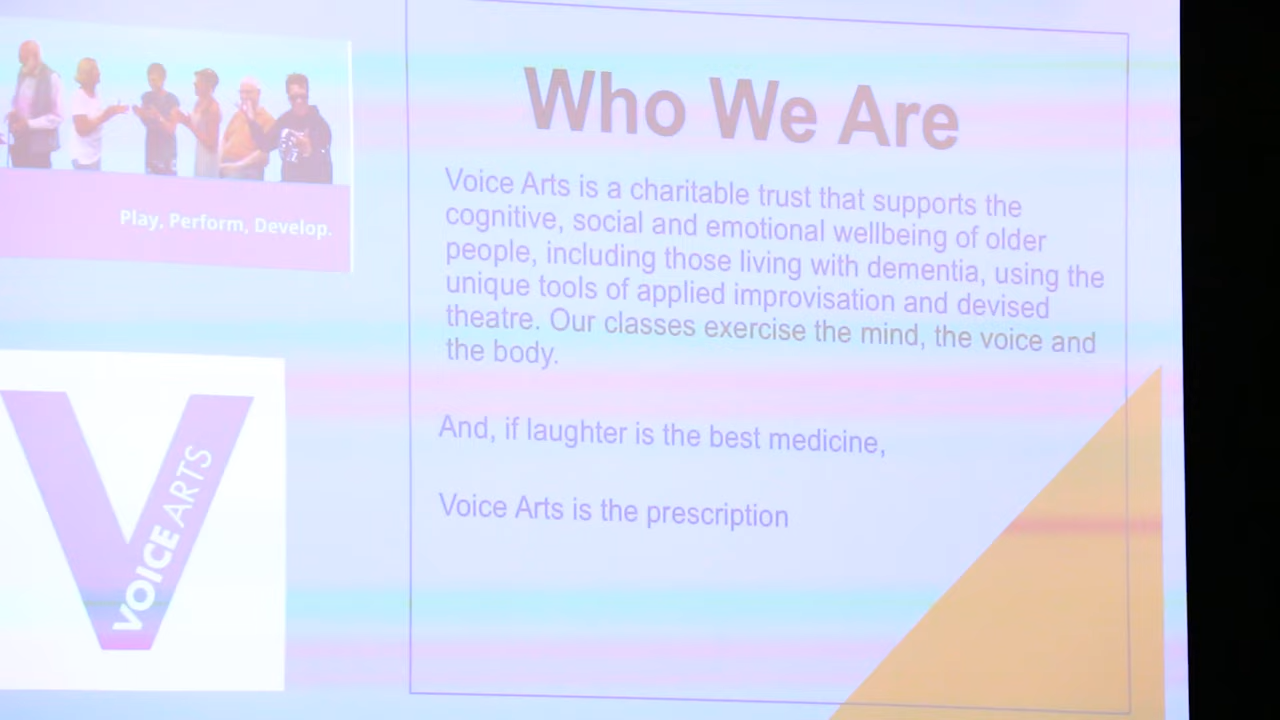 Who We Are
Voice Arts is a charitable trust that supports the
cognitive, social and emotional wellbeing of older
people, including those living with dementia, using the
unique tools of applied improvisation and devised
theatre. Our classes exercise the mind, the voice and
the body.
And, if laughter is the best medicine,
Voice Arts is the prescription
Play, Perform, Develop.
VOICE ARTS